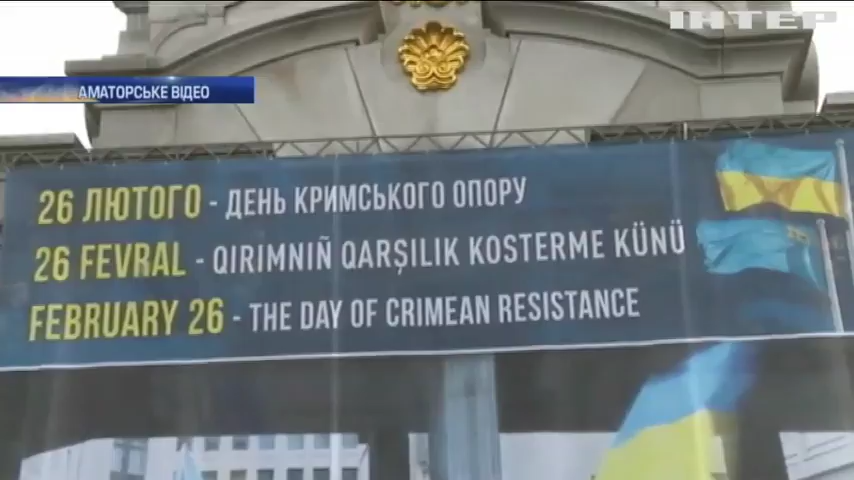 ІНТЕР
АМАТОРСЬКЕ ВІДЕО
26 ЛЮТОГО - ДЕНЬ КРИМСЬКОГО ОПОРУ
26 FEVRAL - QIRIMNIÑ QARŞILIK KOSTERME KÜNÜ
FEBRUARY 26 - THE DAY OF CRIMEAN RESISTANCE